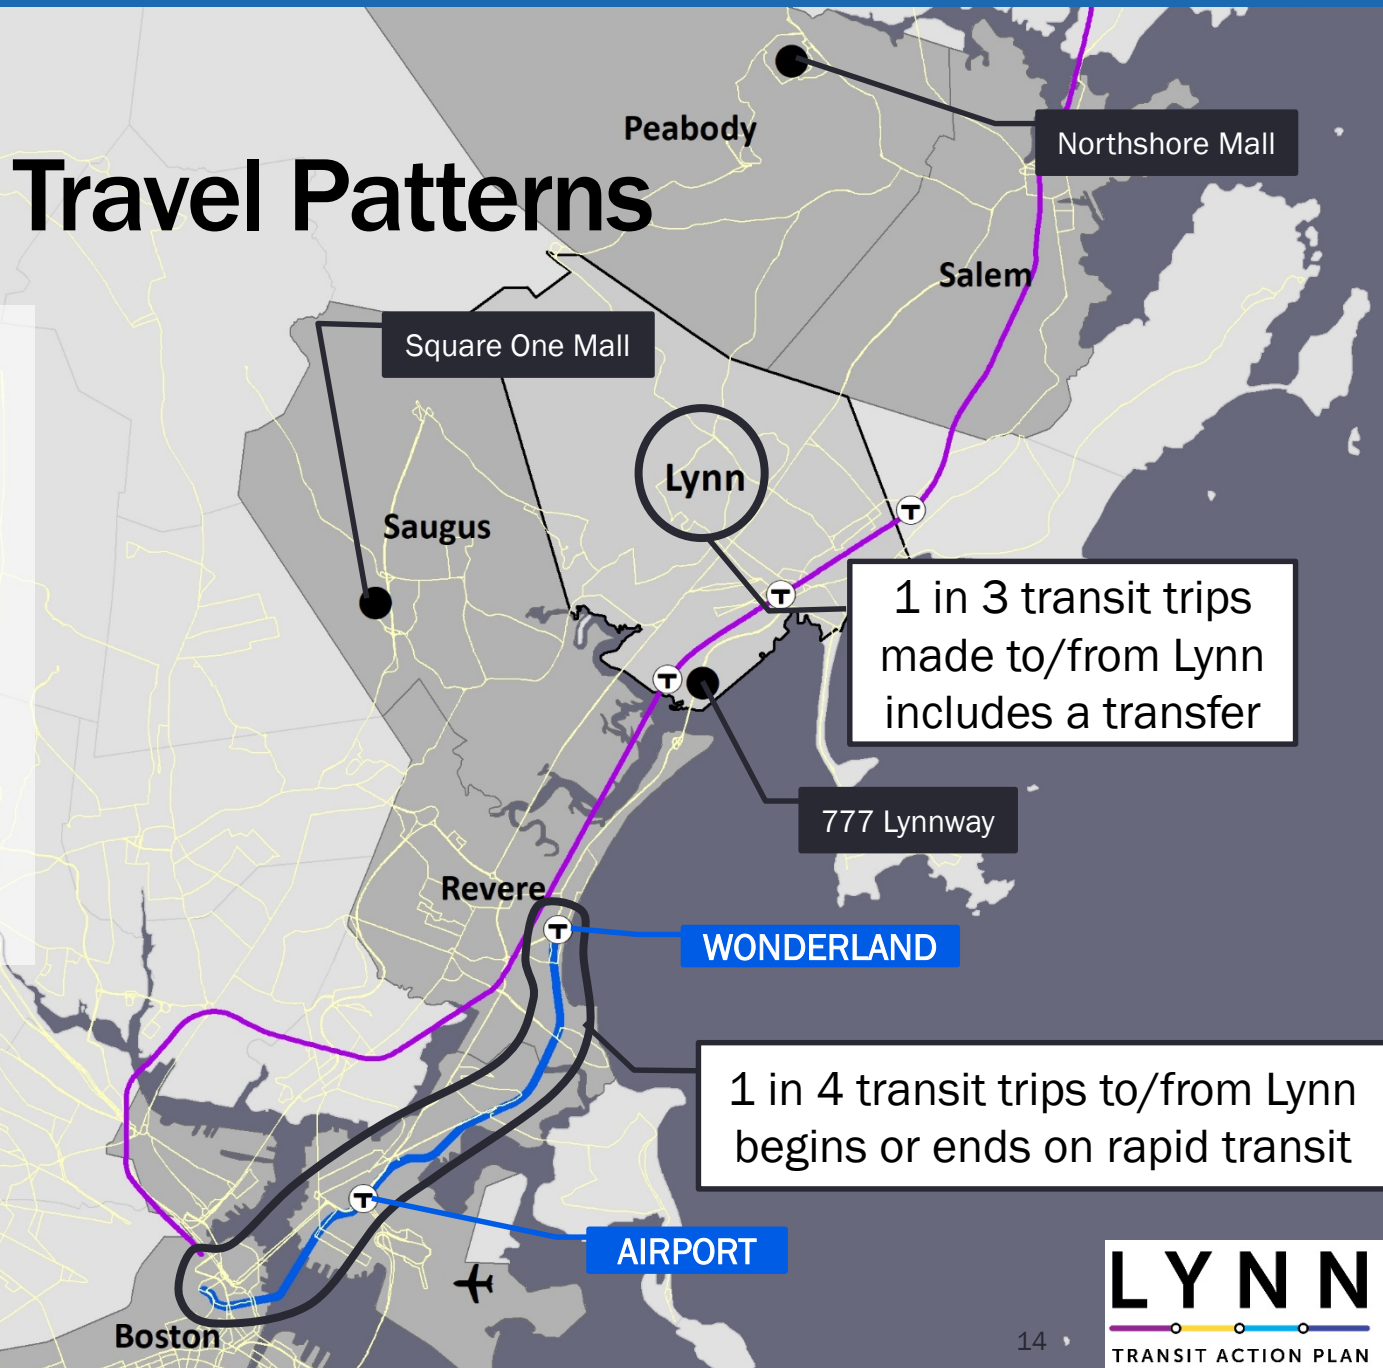 Peabody
Northshore Mall
Travel Patterns
Salem
Square One Mall
Lynn
Saugus
T
T
1 in 3 transit trips
made to/from Lynn
includes a transfer
T
777 Lynnway
Revere
T
WONDERLAND
1 in 4 transit trips to/from Lynn
begins or ends on rapid transit
T
AIRPORT
Boston
14
LYNN
TRANSIT ACTION PLAN